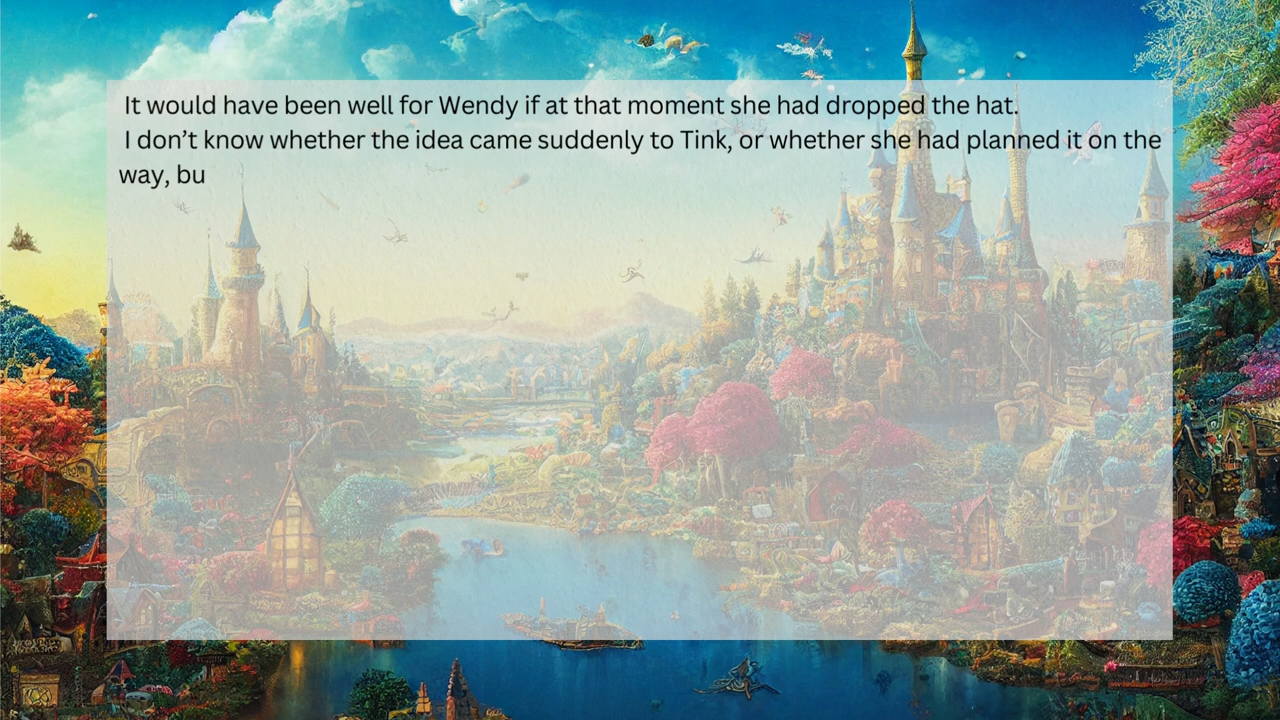 It would have been well for Wendy if at that moment she had dropped the hat.
I don’t know whether the idea came suddenly to Tink, or whether she had planned it on the
way, bu